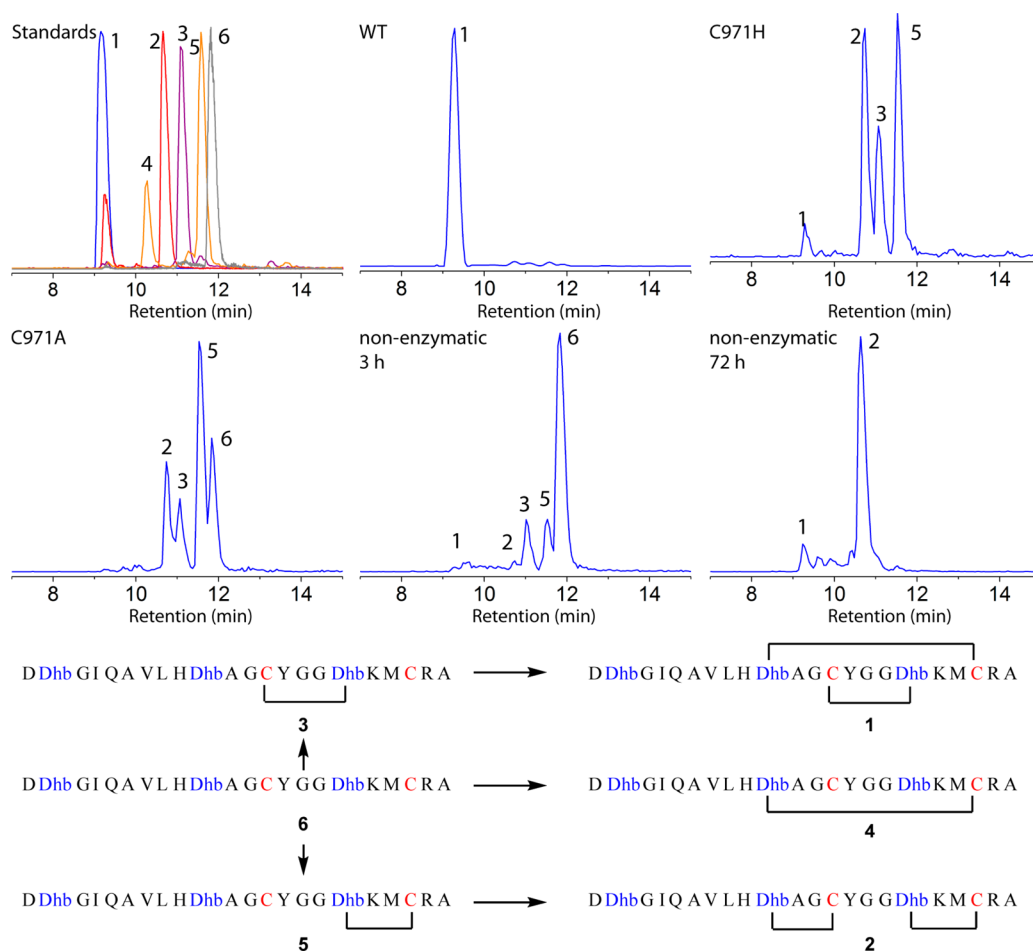 Standards
1
2
3
5
6
4
8 10 12 14
Retention (min)
WT
1
8 10 12 14
Retention (min)
C971H
2
5
3
1
8 10 12 14
Retention (min)
C971A
5
2
3
6
8 10 12 14
Retention (min)
non-enzymatic
3 h
6
1
2
3
5
8 10 12 14
Retention (min)
non-enzymatic
72 h
2
1
8 10 12 14
Retention (min)
D Dhb G I Q A V L H Dhb A G C Y G G Dhb K M C R A
3
D Dhb G I Q A V L H Dhb A G C Y G G Dhb K M C R A
1
D Dhb G I Q A V L H Dhb A G C Y G G Dhb K M C R A
6
D Dhb G I Q A V L H Dhb A G C Y G G Dhb K M C R A
4
D Dhb G I Q A V L H Dhb A G C Y G G Dhb K M C R A
5
D Dhb G I Q A V L H Dhb A G C Y G G Dhb K M C R A
2